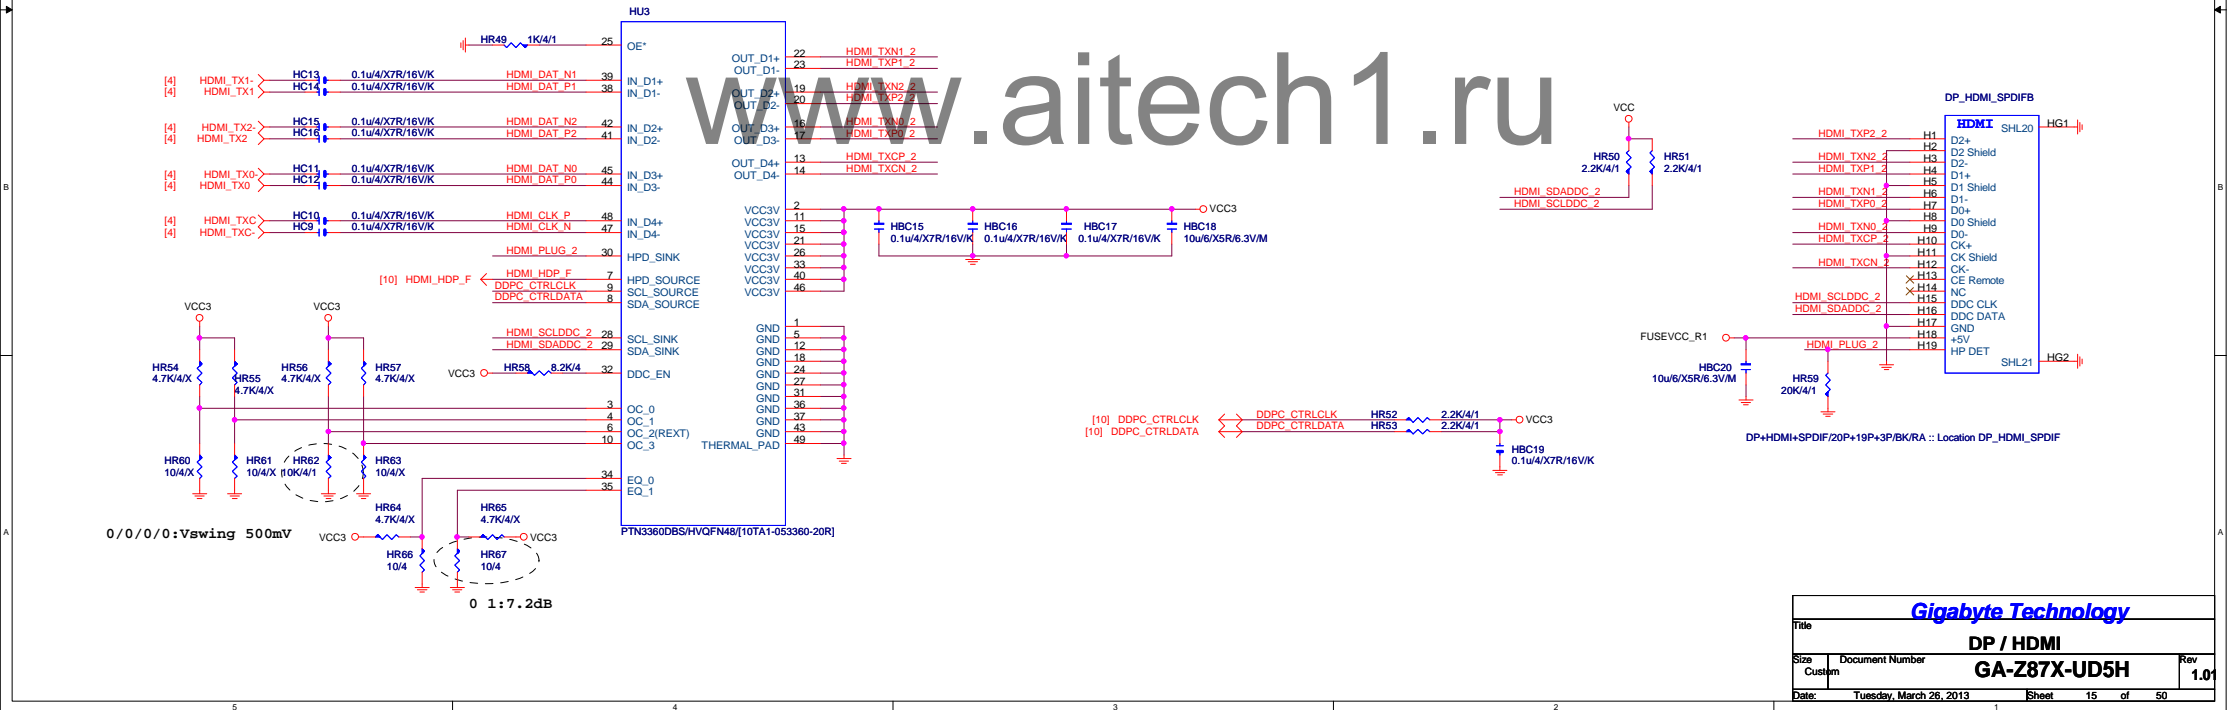 HU3
HR49 1K/4/1 25 OE*
[4] HDMI_TX1- HC13 0.1u/4/X7R/16V/K HDMI_DAT_N1 39 IN_D1+
[4] HDMI_TX1 HC14 0.1u/4/X7R/16V/K HDMI_DAT_P1 38 IN_D1-
[4] HDMI_TX2- HC15 0.1u/4/X7R/16V/K HDMI_DAT_N2 42 IN_D2+
[4] HDMI_TX2 HC16 0.1u/4/X7R/16V/K HDMI_DAT_P2 41 IN_D2-
[4] HDMI_TX0- HC11 0.1u/4/X7R/16V/K HDMI_DAT_N0 45 IN_D3+
[4] HDMI_TX0 HC12 0.1u/4/X7R/16V/K HDMI_DAT_P0 44 IN_D3-
[4] HDMI_TXC HC10 0.1u/4/X7R/16V/K HDMI_CLK_P 48 IN_D4+
[4] HDMI_TXC- HC9 0.1u/4/X7R/16V/K HDMI_CLK_N 47 IN_D4-
HDMI_PLUG_2 30 HPD_SINK
[10] HDMI_HDP_F HDMI_HDP_F 7 HPD_SOURCE
DDPC_CTRLCLK 9 SCL_SOURCE
DDPC_CTRLDATA 8 SDA_SOURCE
HDMI_SCLDDC_2 28 SCL_SINK
HDMI_SDADDC_2 29 SDA_SINK
VCC3 HR58 8.2K/4 32 DDC_EN
3 OC_0
4 OC_1
6 OC_2(REXT)
10 OC_3
34 EQ_0
35 EQ_1
OUT_D1+ 22 HDMI_TXN1_2
OUT_D1- 23 HDMI_TXP1_2
OUT_D2+ 19 HDMI_TXN2_2
OUT_D2- 20 HDMI_TXP2_2
OUT_D3+ 16 HDMI_TXN0_2
OUT_D3- 17 HDMI_TXP0_2
OUT_D4+ 13 HDMI_TXCP_2
OUT_D4- 14 HDMI_TXCN_2
VCC3V 2
VCC3V 11
VCC3V 15
VCC3V 21
VCC3V 26
VCC3V 33
VCC3V 40
VCC3V 46
GND 1
GND 5
GND 12
GND 18
GND 24
GND 27
GND 31
GND 36
GND 37
GND 43
THERMAL_PAD 49
PTN3360DBS/HVQFN48/[10TA1-053360-20R]
www.aitech1.ru
VCC3
HBC15
0.1u/4/X7R/16V/K
HBC16
0.1u/4/X7R/16V/K
HBC17
0.1u/4/X7R/16V/K
HBC18
10u/6/X5R/6.3V/M
VCC3
VCC3
HR54
4.7K/4/X
HR55
4.7K/4/X
HR56
4.7K/4/X
HR57
4.7K/4/X
HR60
10/4/X
HR61
10/4/X
HR62
10K/4/1
HR63
10/4/X
HR64
4.7K/4/X
HR65
4.7K/4/X
VCC3
VCC3
HR66
10/4
HR67
10/4
0/0/0/0:Vswing 500mV
0 1:7.2dB
VCC
HR50
2.2K/4/1
HR51
2.2K/4/1
HDMI_SDADDC_2
HDMI_SCLDDC_2
[10] DDPC_CTRLCLK DDPC_CTRLCLK HR52 2.2K/4/1 VCC3
[10] DDPC_CTRLDATA DDPC_CTRLDATA HR53 2.2K/4/1
HBC19
0.1u/4/X7R/16V/K
DP_HDMI_SPDIFB
HDMI
SHL20 HG1
HDMI_TXP2_2 H1 D2+
H2 D2 Shield
HDMI_TXN2_2 H3 D2-
HDMI_TXP1_2 H4 D1+
H5 D1 Shield
HDMI_TXN1_2 H6 D1-
HDMI_TXP0_2 H7 D0+
H8 D0 Shield
HDMI_TXN0_2 H9 D0-
HDMI_TXCP_2 H10 CK+
H11 CK Shield
HDMI_TXCN_2 H12 CK-
H13 CE Remote
H14 NC
HDMI_SCLDDC_2 H15 DDC CLK
HDMI_SDADDC_2 H16 DDC DATA
H17 GND
FUSEVCC_R1 H18 +5V
HDMI_PLUG_2 H19 HP DET
SHL21 HG2
HBC20
10u/6/X5R/6.3V/M
HR59
20K/4/1
DP+HDMI+SPDIF/20P+19P+3P/BK/RA :: Location DP_HDMI_SPDIF
B
B
A
A
Gigabyte Technology
Title
DP / HDMI
Size
Custom
Document Number
GA-Z87X-UD5H
Rev
1.01
Date: Tuesday, March 26, 2013 Sheet 15 of 50
5 4 3 2 1